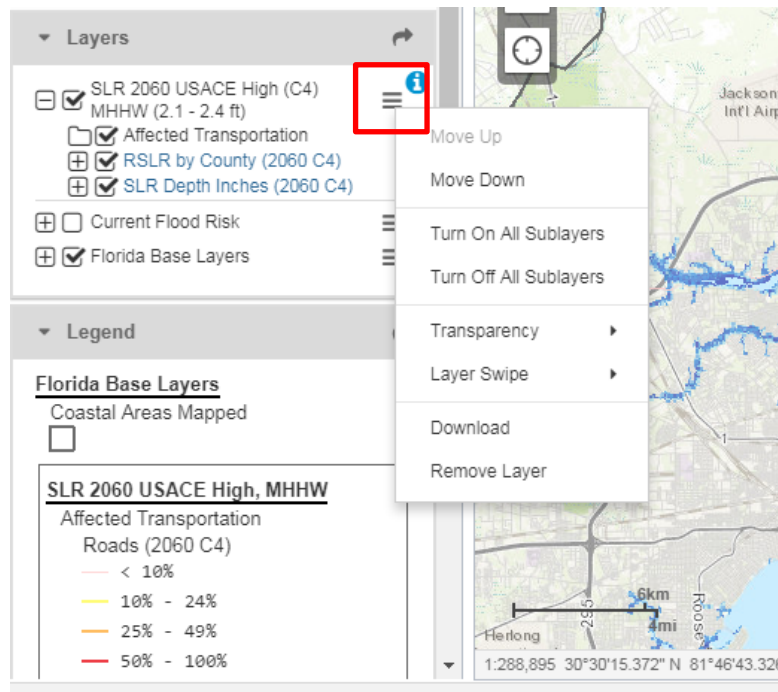 Layers
SLR 2060 USACE High (C4)
MHHW (2.1 - 2.4 ft)
Affected Transportation
RSLR by County (2060 C4)
SLR Depth Inches (2060 C4)
Current Flood Risk
Florida Base Layers
i
Move Up
Move Down
Turn On All Sublayers
Turn Off All Sublayers
Transparency
Layer Swipe
Download
Remove Layer
Legend
Florida Base Layers
Coastal Areas Mapped
SLR 2060 USACE High, MHHW
Affected Transportation
Roads (2060 C4)
< 10%
10% - 24%
25% - 49%
50% - 100%
Jackson
Int'l Airp
1
1
295
6km
4mi
Roose
Herlong
1:288,895 30°30'15.372" N 81°46'43.326